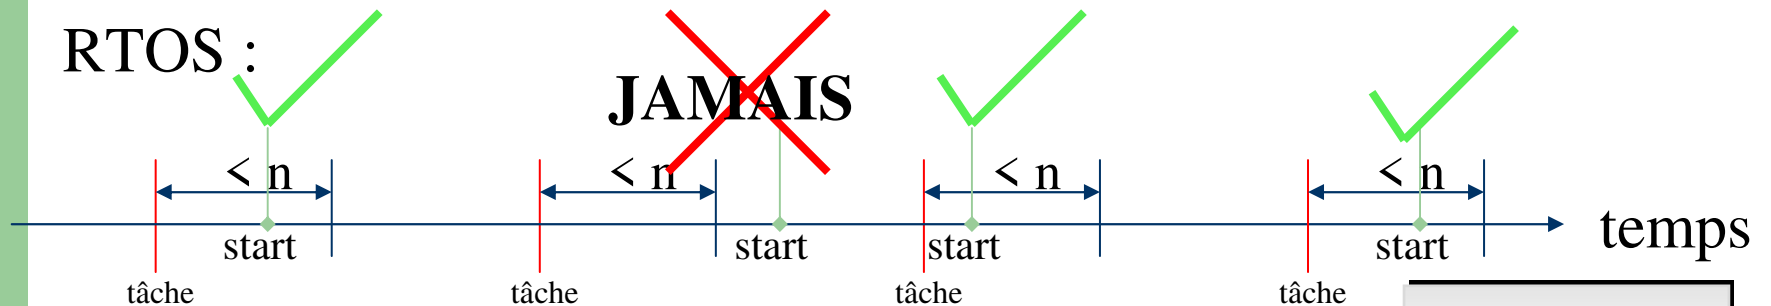 RTOS :
JAMAIS
< n < n < n < n
start start start start
temps
tâche tâche tâche tâche